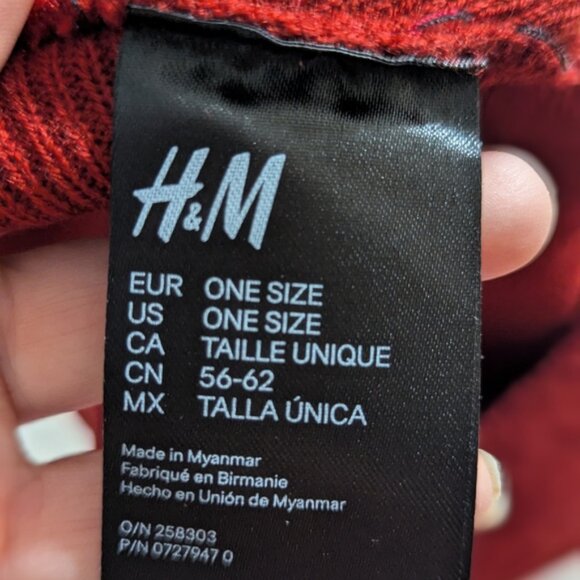 H&M
EUR ONE SIZE
US ONE SIZE
CA TAILLE UNIQUE
CN 56-62
MX TALLA ÚNICA
Made in Myanmar
Fabriqué en Birmanie
Hecho en Unión de Myanmar
O/N 258303
P/N 0727947 0